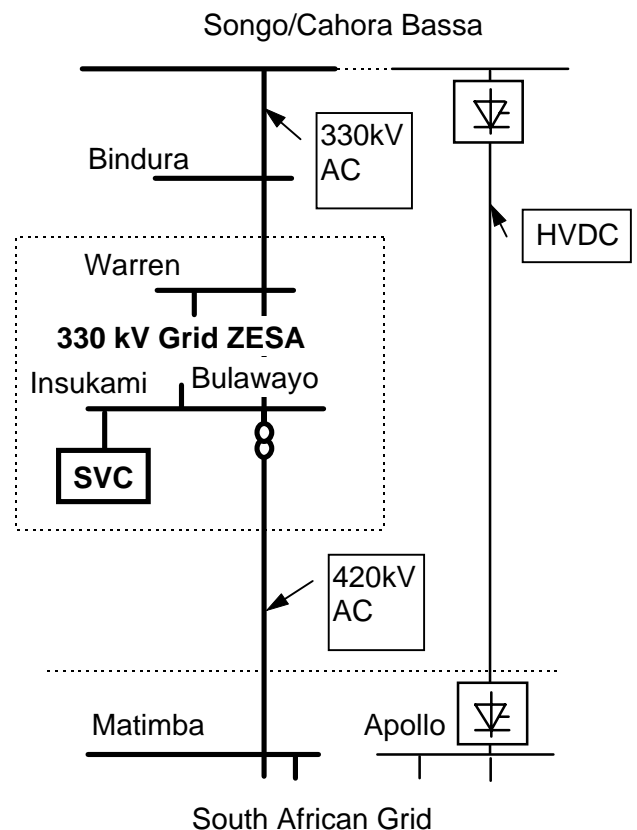 Songo/Cahora Bassa
330kV
AC
Bindura
HVDC
Warren
330 kV Grid ZESA
Insukami
Bulawayo
SVC
420kV
AC
Matimba
Apollo
South African Grid